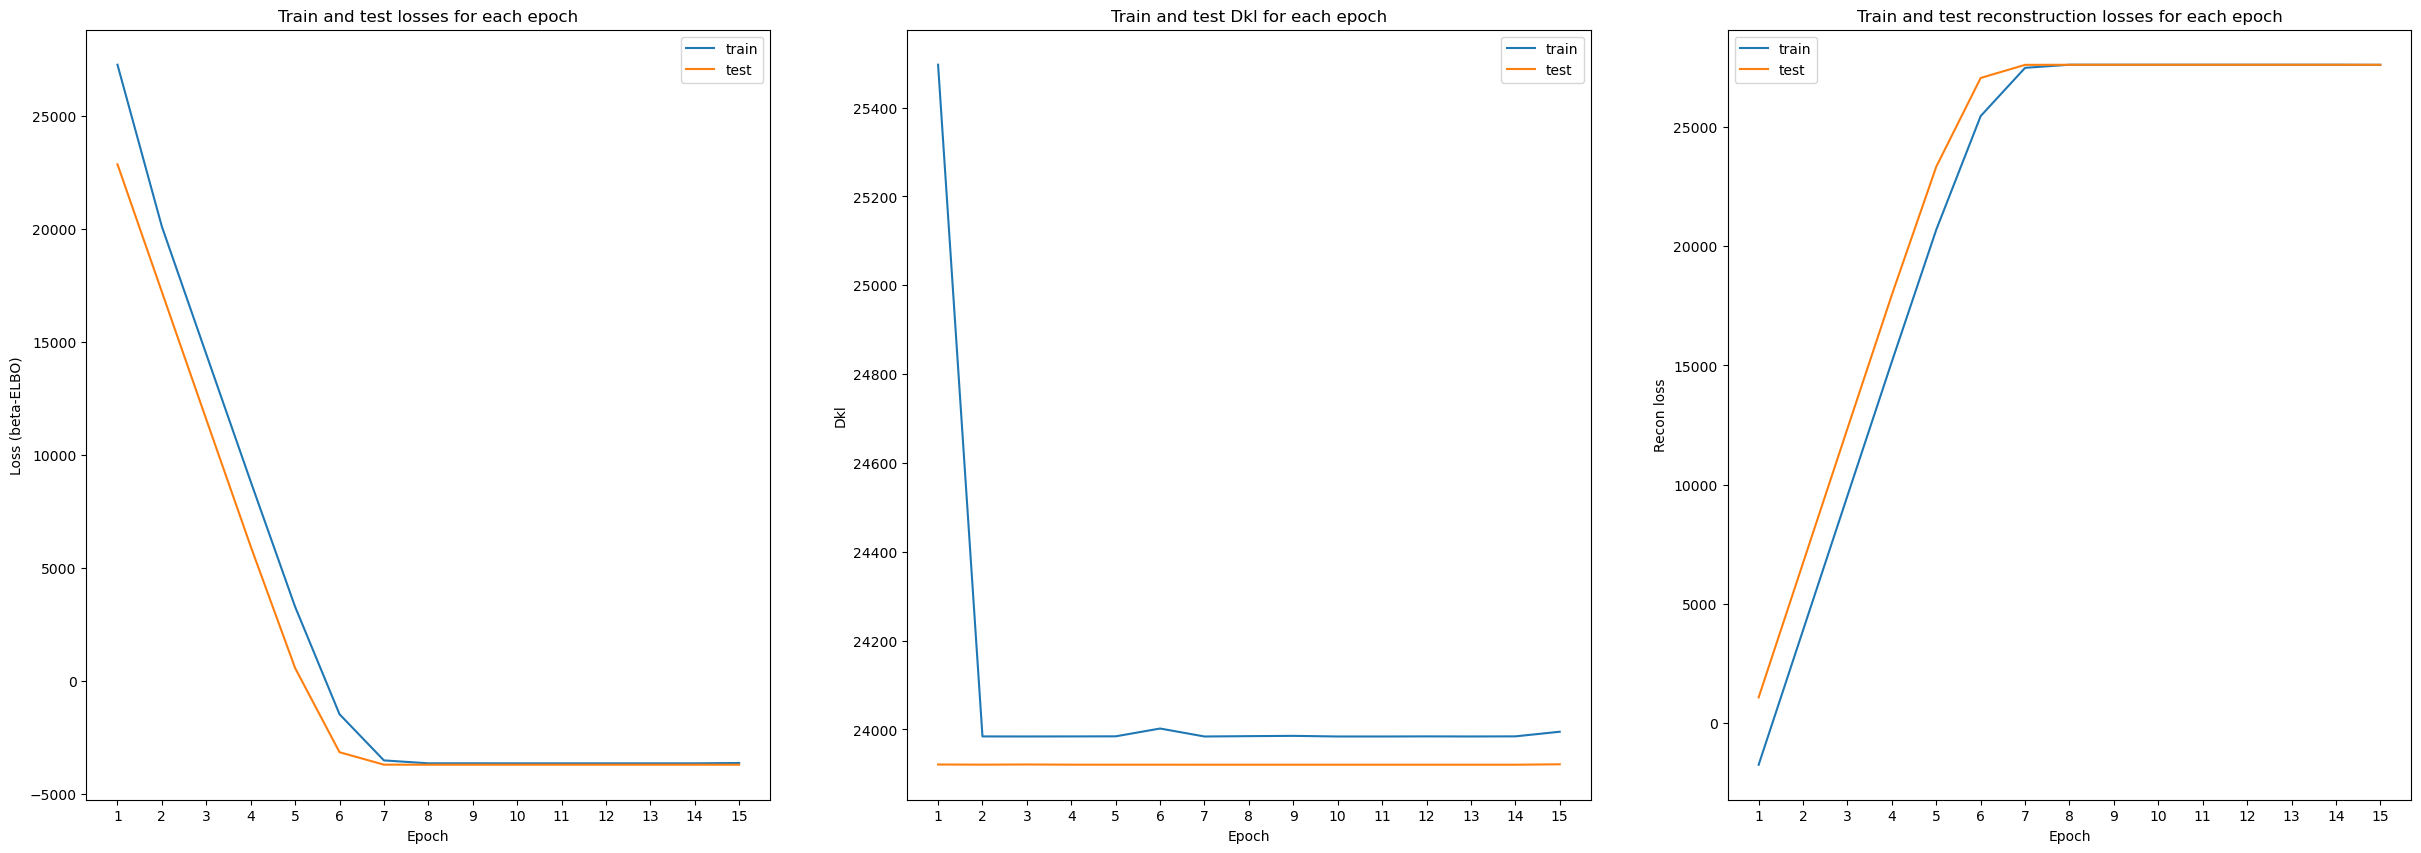 Train and test losses for each epoch
train
test
25000
20000
15000
10000
5000
0
−5000
Loss (beta-ELBO)
1 2 3 4 5 6 7 8 9 10 11 12 13 14 15
Epoch
Train and test Dkl for each epoch
train
test
25400
25200
25000
24800
24600
24400
24200
24000
Dkl
1 2 3 4 5 6 7 8 9 10 11 12 13 14 15
Epoch
Train and test reconstruction losses for each epoch
train
test
25000
20000
15000
10000
5000
0
Recon loss
1 2 3 4 5 6 7 8 9 10 11 12 13 14 15
Epoch